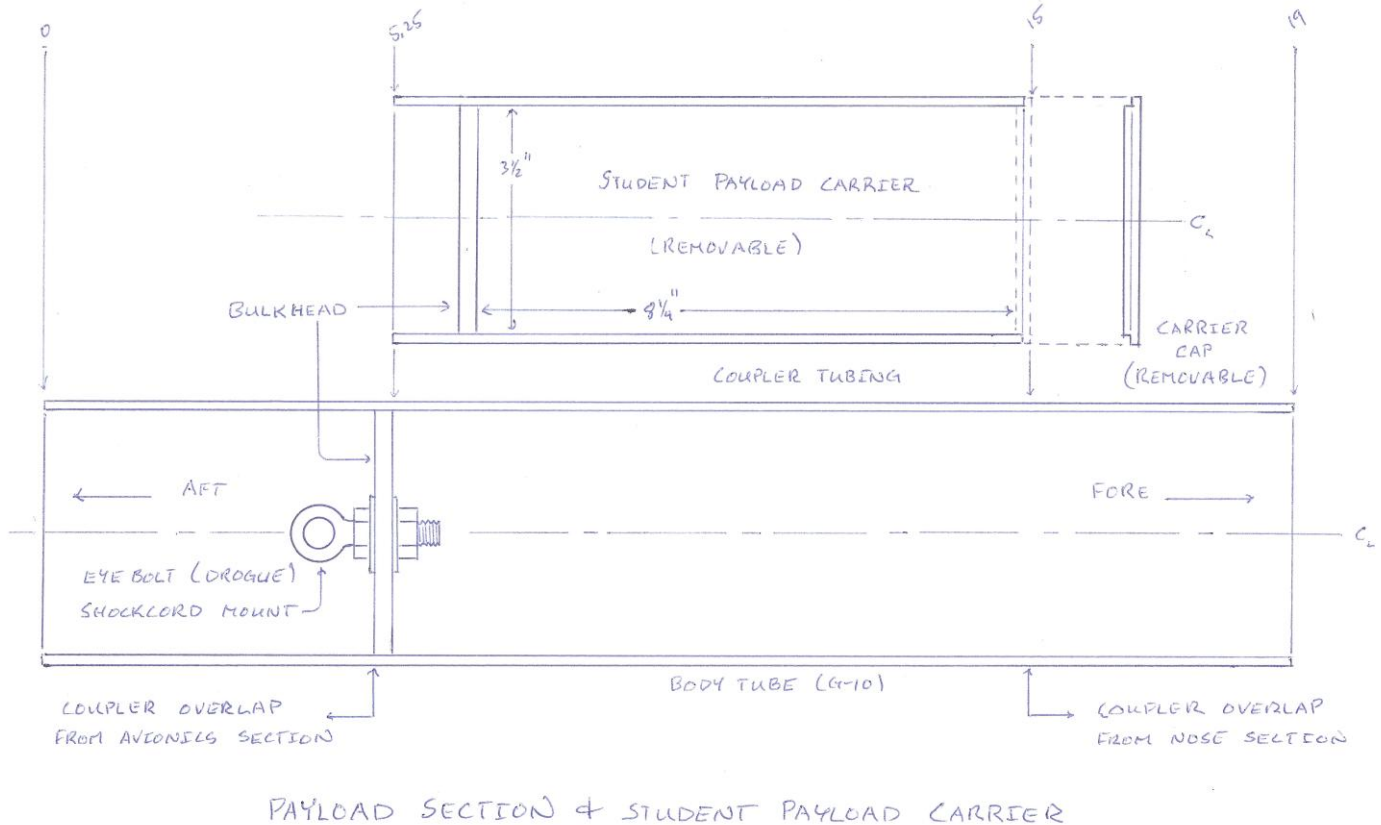 0
5.25
15
19
3½"
STUDENT PAYLOAD CARRIER
(REMOVABLE)
C L
BULKHEAD
8¼"
CARRIER
CAP
(REMOVABLE)
COUPLER TUBING
AFT
FORE
C L
EYE BOLT (DROGUE)
SHOCKCORD MOUNT
BODY TUBE (G-10)
COUPLER OVERLAP
FROM AVIONICS SECTION
COUPLER OVERLAP
FROM NOSE SECTION
PAYLOAD SECTION & STUDENT PAYLOAD CARRIER